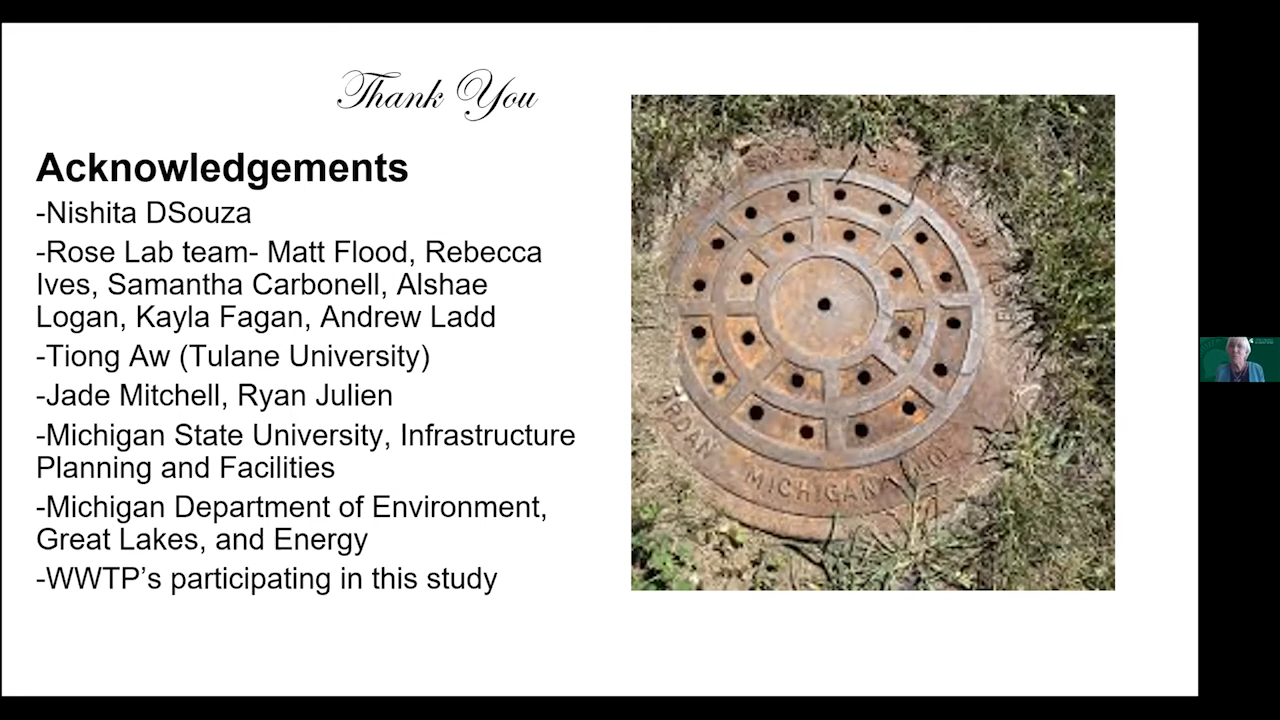 Thank You
Acknowledgements
-Nishita DSouza
-Rose Lab team- Matt Flood, Rebecca
Ives, Samantha Carbonell, Alshae
Logan, Kayla Fagan, Andrew Ladd
-Tiong Aw (Tulane University)
-Jade Mitchell, Ryan Julien
-Michigan State University, Infrastructure
Planning and Facilities
-Michigan Department of Environment,
Great Lakes, and Energy
-WWTP’s participating in this study
MICHIGAN